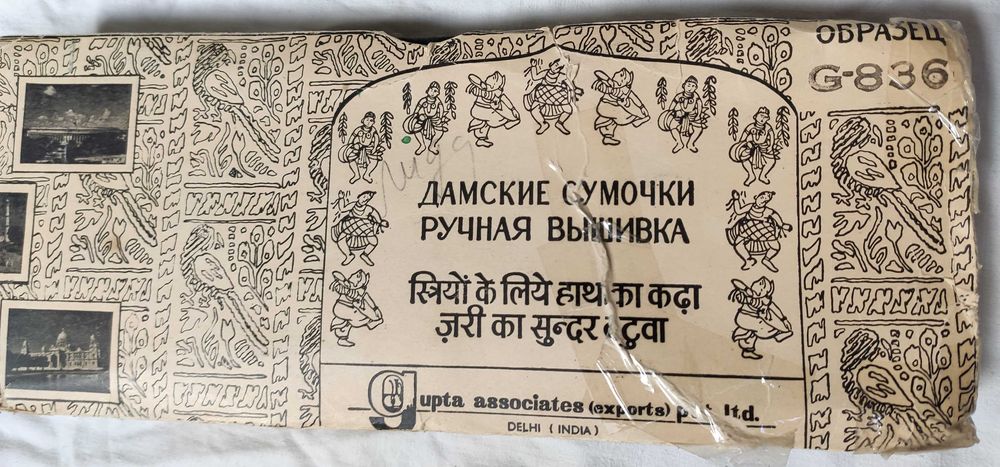 ОБРАЗЕЦ
G-836
ДАМСКИЕ СУМОЧКИ
РУЧНАЯ ВЫШИВКА
स्त्रियों के लिये हाथ का कढ़ा
ज़री का सुन्दर बटुवा
gupta associates (exports) pvt. ltd.
DELHI ( INDIA )